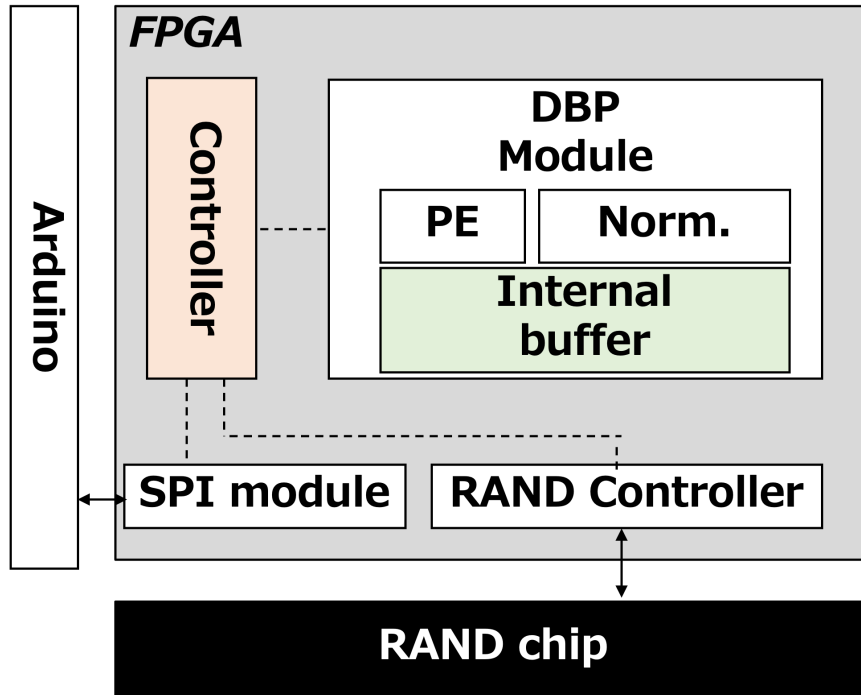 FPGA
Arduino
Controller
DBP
Module
PE
Norm.
Internal
buffer
SPI module
RAND Controller
RAND chip